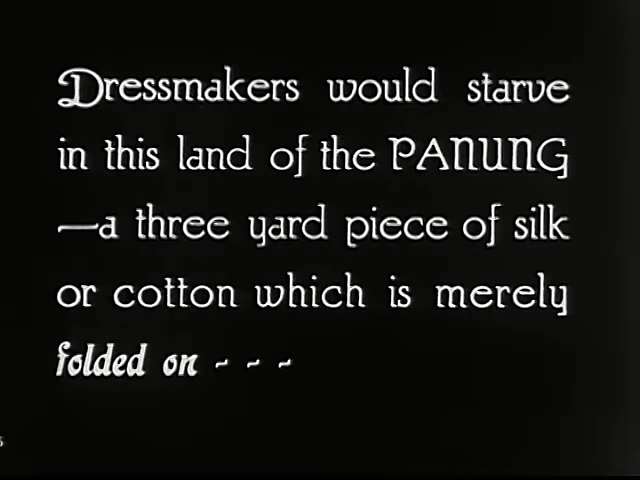 Dressmakers would starve
in this land of the PANUNG
—a three yard piece of silk
or cotton which is merely
folded on - - -